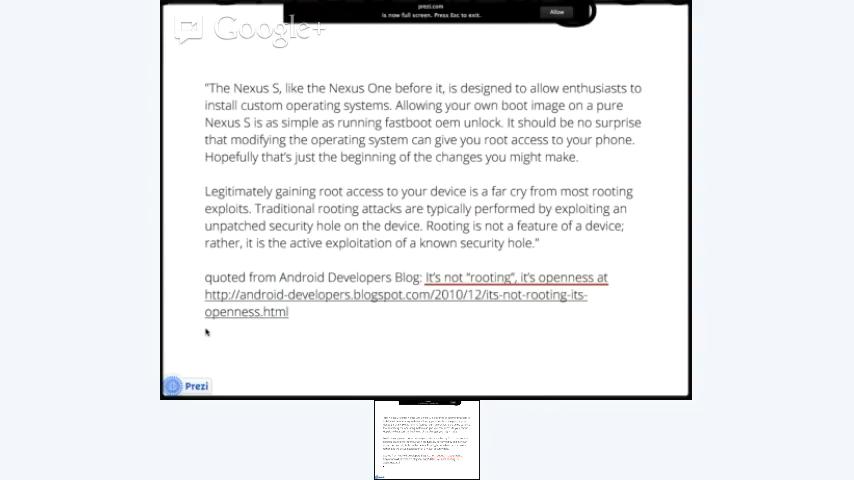 prezi.com
is now full screen. Press Esc to exit.
Allow
Google+
"The Nexus S, like the Nexus One before it, is designed to allow enthusiasts to
install custom operating systems. Allowing your own boot image on a pure
Nexus S is as simple as running fastboot oem unlock. It should be no surprise
that modifying the operating system can give you root access to your phone.
Hopefully that's just the beginning of the changes you might make.
Legitimately gaining root access to your device is a far cry from most rooting
exploits. Traditional rooting attacks are typically performed by exploiting an
unpatched security hole on the device. Rooting is not a feature of a device;
rather, it is the active exploitation of a known security hole."
quoted from Android Developers Blog: It's not "rooting", it's openness at
http://android-developers.blogspot.com/2010/12/its-not-rooting-its-
openness.html
Prezi